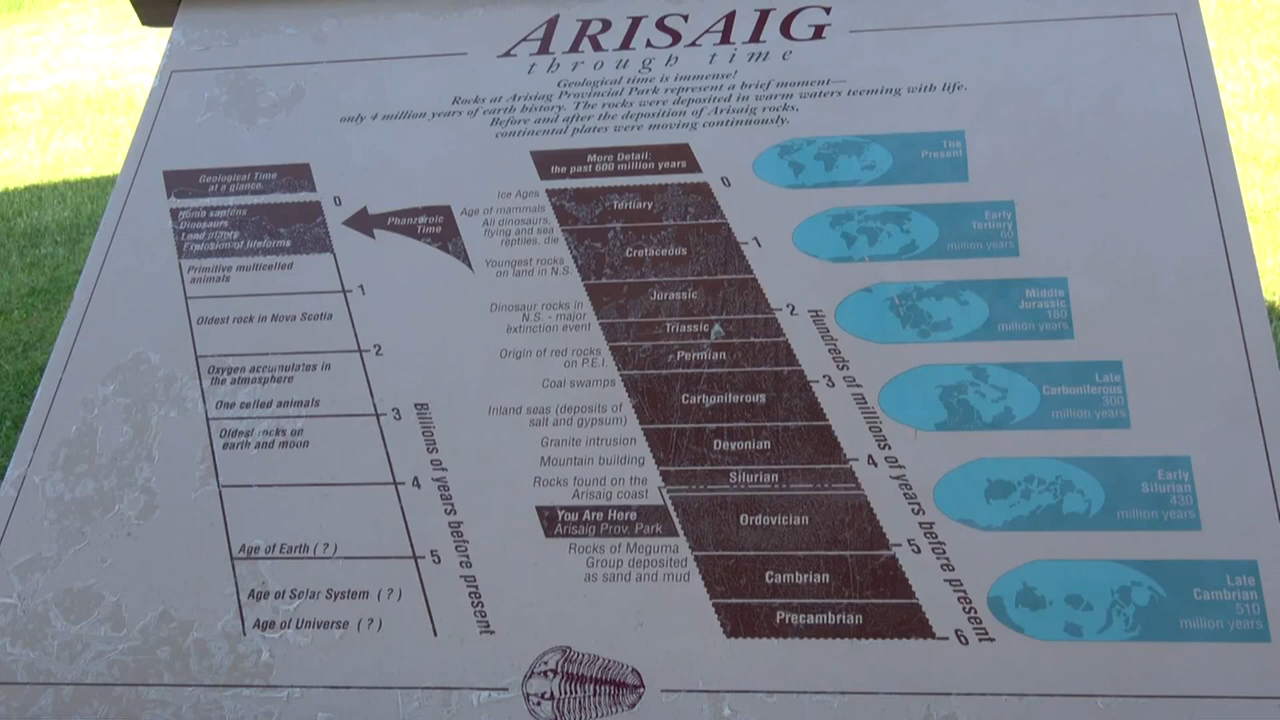 ARISAIG
through time
Geological time is immense!
Rocks at Arisiag Provincial Park represent a brief moment—
only 4 million years of earth history. The rocks were deposited in warm waters teeming with life.
Before and after the deposition of Arisaig rocks,
continental plates were moving continuously.
Geological Time
at a glance.
0
Homo sapiens
Dinosaurs
Land plants
Explosion of lifeforms
Primitive multicelled
animals
1
Oldest rock in Nova Scotia
2
Oxygen accumulates in
the atmosphere
One celled animals
3
Oldest rocks on
earth and moon
4
Age of Earth (?)
5
Age of Solar System (?)
Age of Universe (?)
Billions of years before present
Phanzaroic
Time
More Detail:
the past 600 million years
Ice Ages
Age of mammals
All dinosaurs,
flying and sea
reptiles, die
Youngest rocks
on land in N.S.
Dinosaur rocks in
N.S. - major
extinction event
Origin of red rocks
on P.E.I.
Coal swamps
Inland seas (deposits of
salt and gypsum)
Granite intrusion
Mountain building
Rocks found on the
Arisaig coast
You Are Here
Arisaig Prov. Park
Rocks of Meguma
Group deposited
as sand and mud
Tertiary
Cretaceous
Jurassic
Triassic
Permian
Carboniferous
Devonian
Silurian
Ordovician
Cambrian
Precambrian
0
1
2
3
4
5
6
Hundreds of millions of years before present
The
Present
Early
Tertiary
60
million years
Middle
Jurassic
180
million years
Late
Carboniferous
300
million years
Early
Silurian
430
million years
Late
Cambrian
510
million years